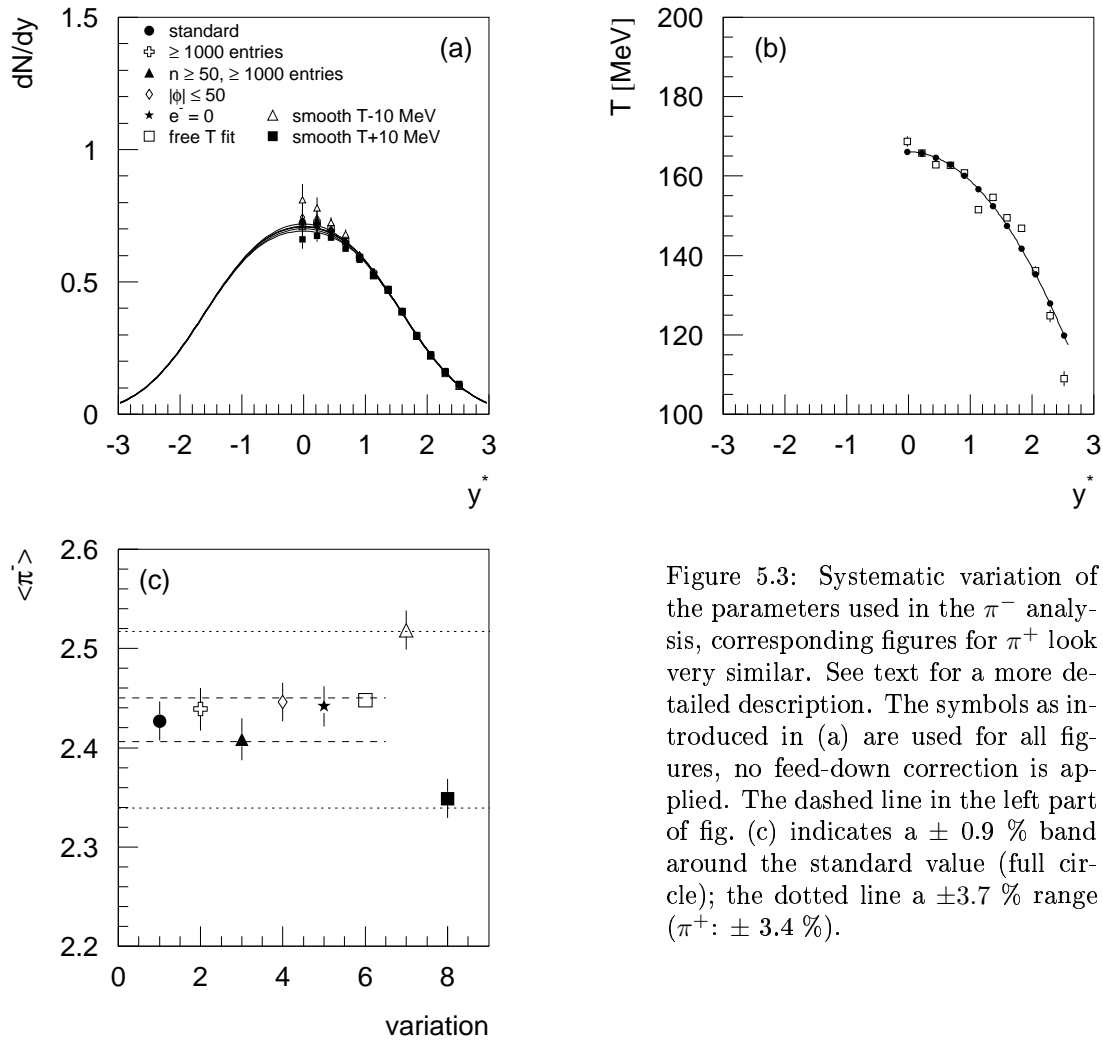 dN/dy
1.5
1
0.5
0
-3 -2 -1 0 1 2 3
y*
(a)
standard
≥ 1000 entries
n ≥ 50, ≥ 1000 entries
|ϕ| ≤ 50
e⁻ = 0
free T fit
smooth T-10 MeV
smooth T+10 MeV
T [MeV]
200
180
160
140
120
100
-3 -2 -1 0 1 2 3
y*
(b)
<π⁻>
2.6
2.5
2.4
2.3
2.2
0 2 4 6 8
variation
(c)
Figure 5.3: Systematic variation of
the parameters used in the π− analy-
sis, corresponding figures for π+ look
very similar. See text for a more de-
tailed description. The symbols as in-
troduced in (a) are used for all fig-
ures, no feed-down correction is ap-
plied. The dashed line in the left part
of fig. (c) indicates a ± 0.9 % band
around the standard value (full cir-
cle); the dotted line a ±3.7 % range
(π+: ± 3.4 %).